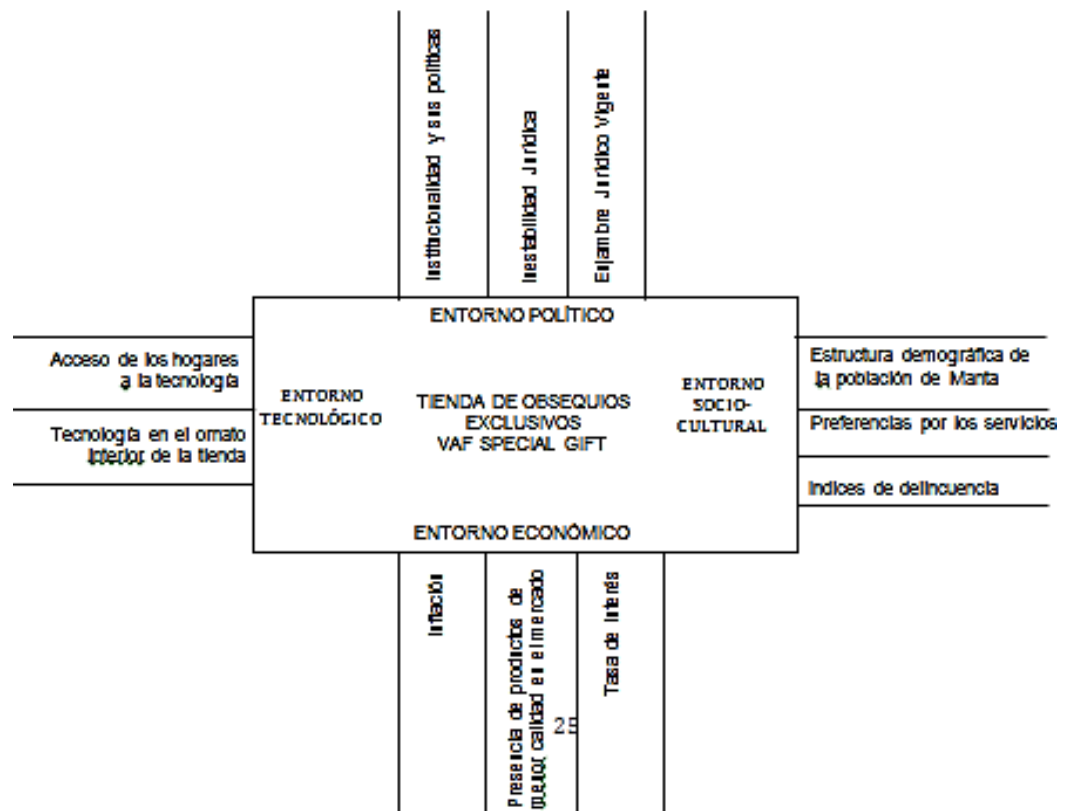 Institucionalidad y sus políticas
Inestabilidad Jurídica
Enjambre Jurídico Vigente
ENTORNO POLÍTICO
Acceso de los hogares
a la tecnología
Tecnología en el ornato
interior de la tienda
ENTORNO
TECNOLÓGICO
TIENDA DE OBSEQUIOS
EXCLUSIVOS
VAF SPECIAL GIFT
ENTORNO
SOCIO-
CULTURAL
Estructura demográfica de
la población de Manta
Preferencias por los servicios
Indices de delincuencia
ENTORNO ECONÓMICO
Inflación
Presencia de productos de
menor calidad en el mercado
25
Tasa de Interés